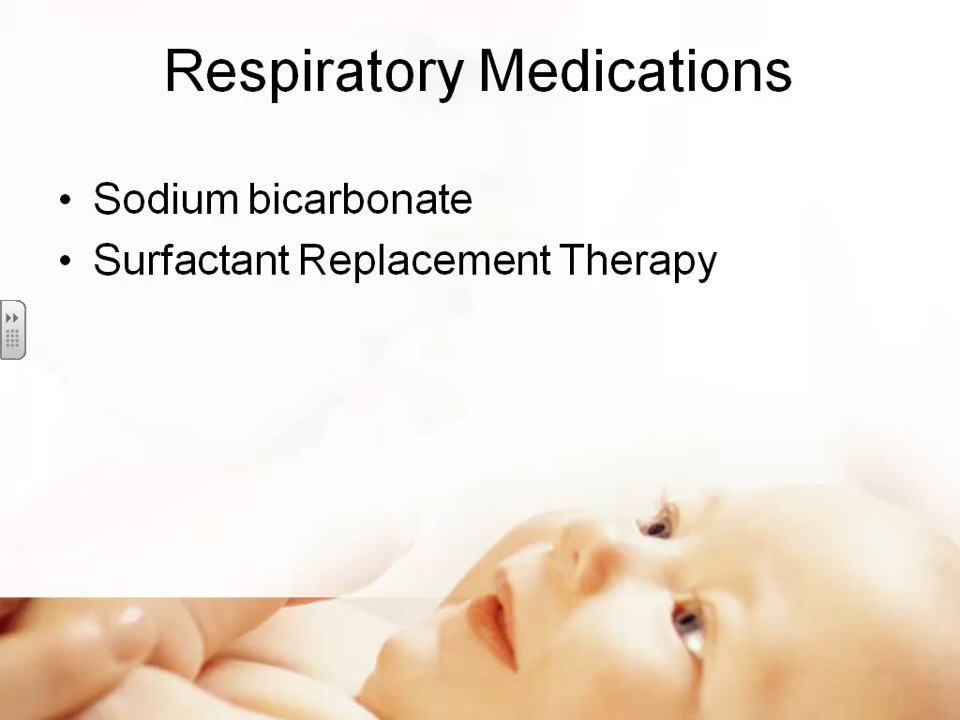 Respiratory Medications
• Sodium bicarbonate
• Surfactant Replacement Therapy